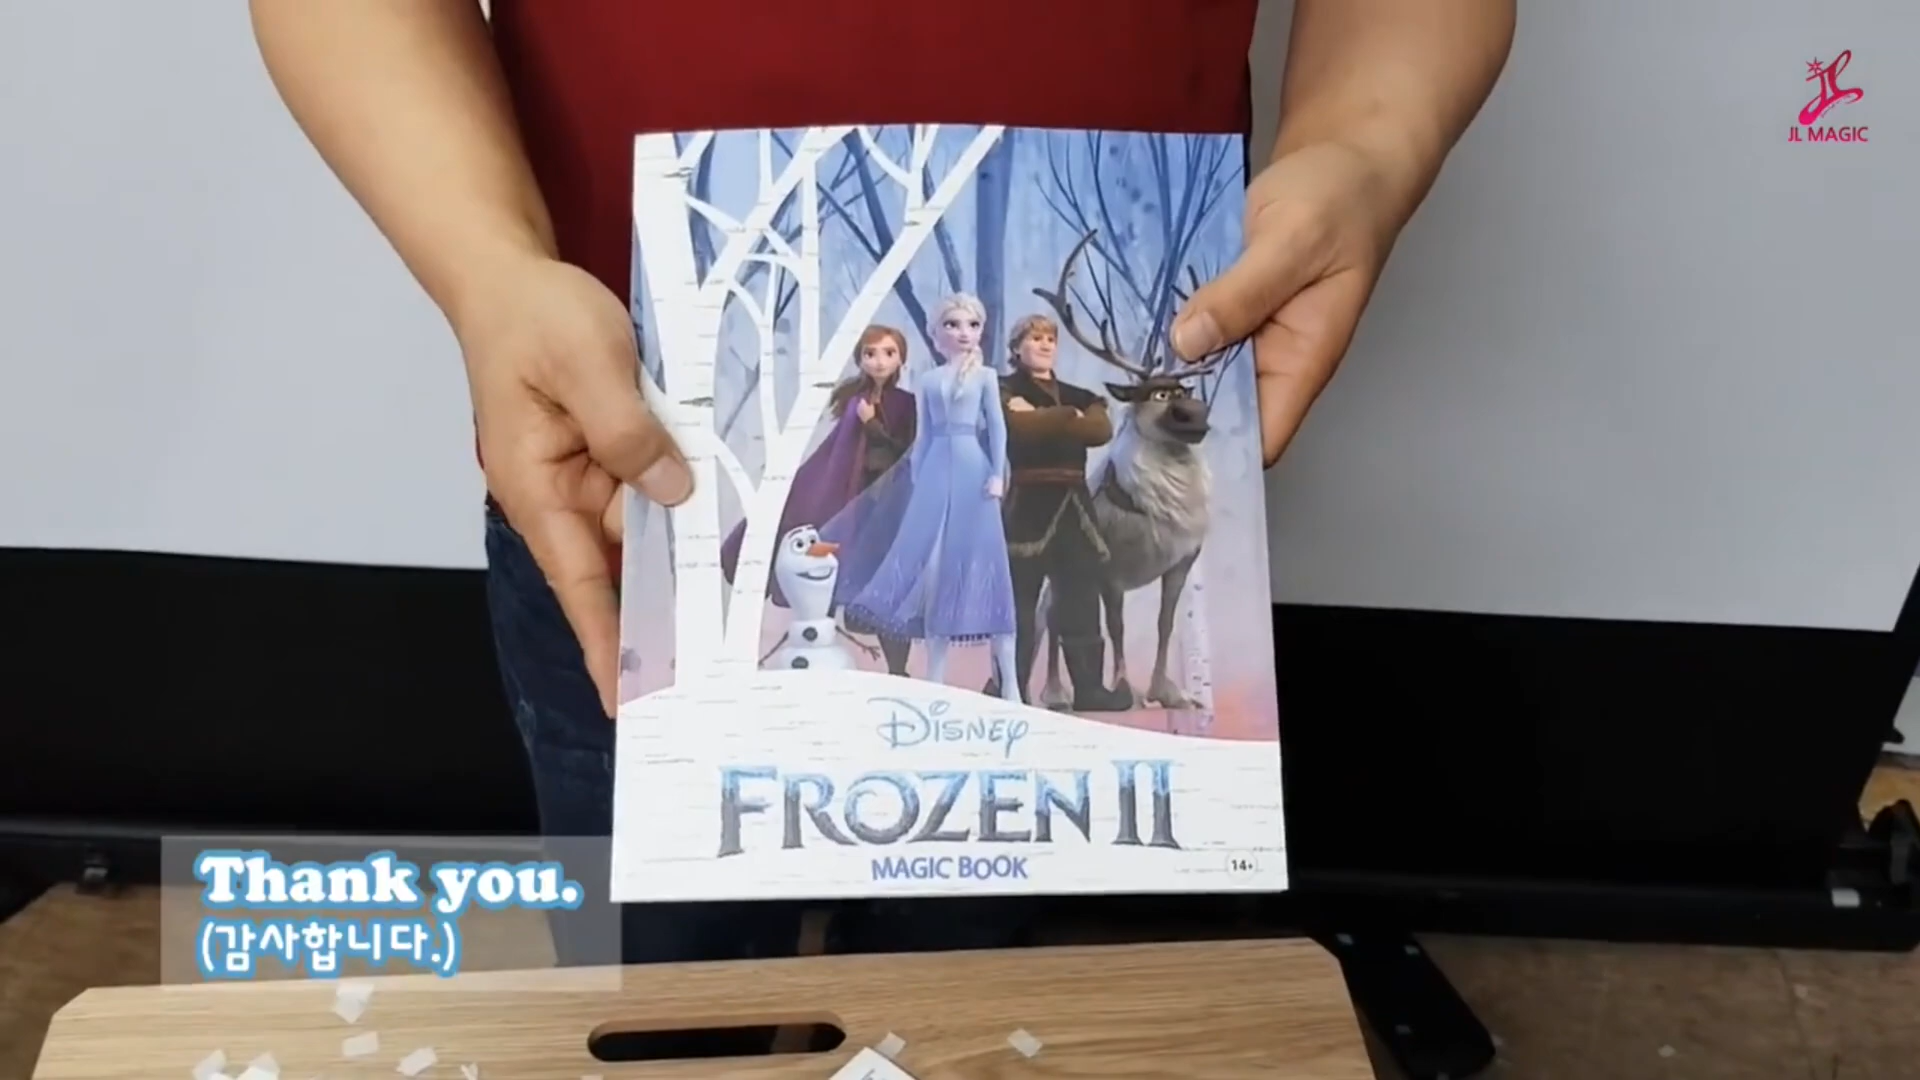 JL MAGIC
DISNEY
FROZEN II
MAGIC BOOK
14+
Thank you.
(감사합니다.)